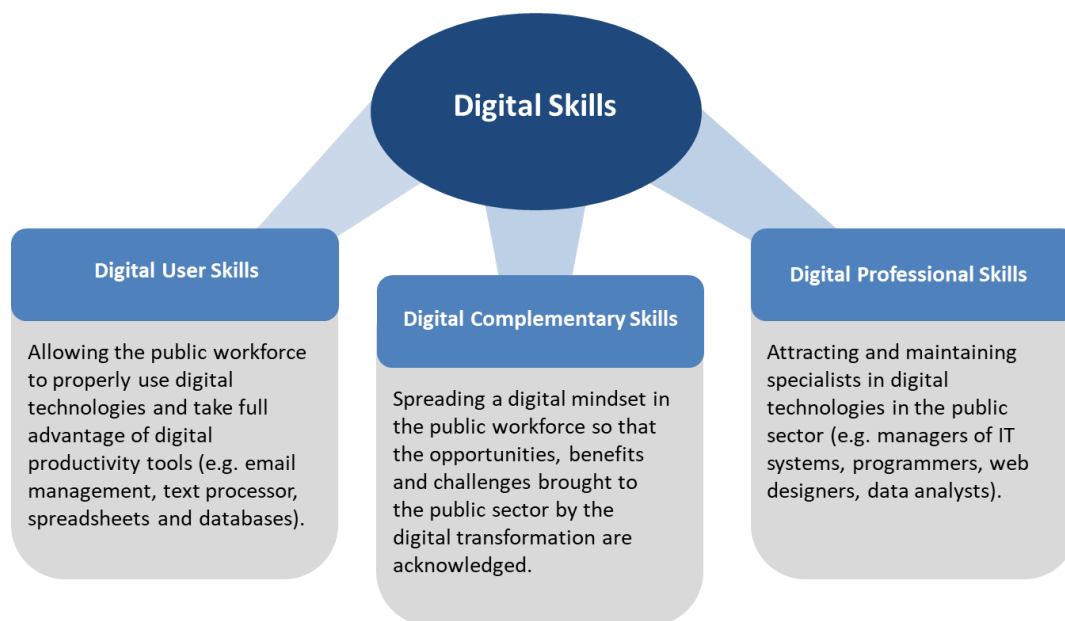 Digital Skills
Digital User Skills
Allowing the public workforce
to properly use digital
technologies and take full
advantage of digital
productivity tools (e.g. email
management, text processor,
spreadsheets and databases).
Digital Complementary Skills
Spreading a digital mindset in
the public workforce so that
the opportunities, benefits
and challenges brought to
the public sector by the
digital transformation are
acknowledged.
Digital Professional Skills
Attracting and maintaining
specialists in digital
technologies in the public
sector (e.g. managers of IT
systems, programmers, web
designers, data analysts).